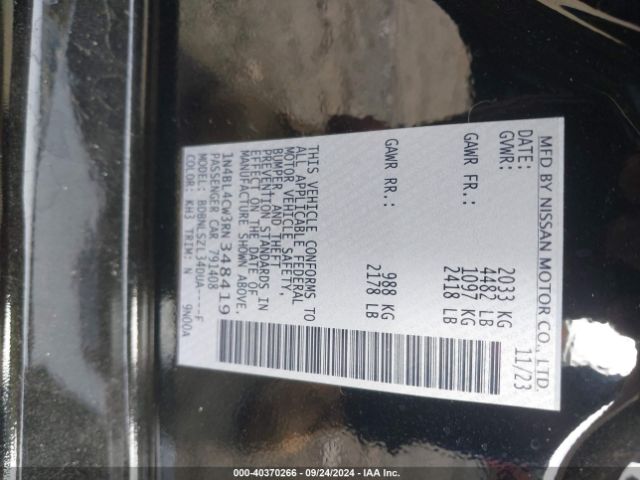 MFD BY NISSAN MOTOR CO., LTD
DATE: 11/23
GVWR: 2033 KG
4482 LB
GAWR FR.: 1097 KG
2418 LB
GAWR RR.: 988 KG
2178 LB
THIS VEHICLE CONFORMS TO
ALL APPLICABLE FEDERAL
MOTOR VEHICLE SAFETY,
BUMPER, AND THEFT
PREVENTION STANDARDS IN
EFFECT ON THE DATE OF
MANUFACTURE SHOWN ABOVE.
1N4BL4CW3RN348419
PASSENGER CAR 791408
MODEL: BDBNLSZL34DUA----F
COLOR: KH3 TRIM: N 9N00A
000-40370266 - 09/24/2024 - IAA Inc.